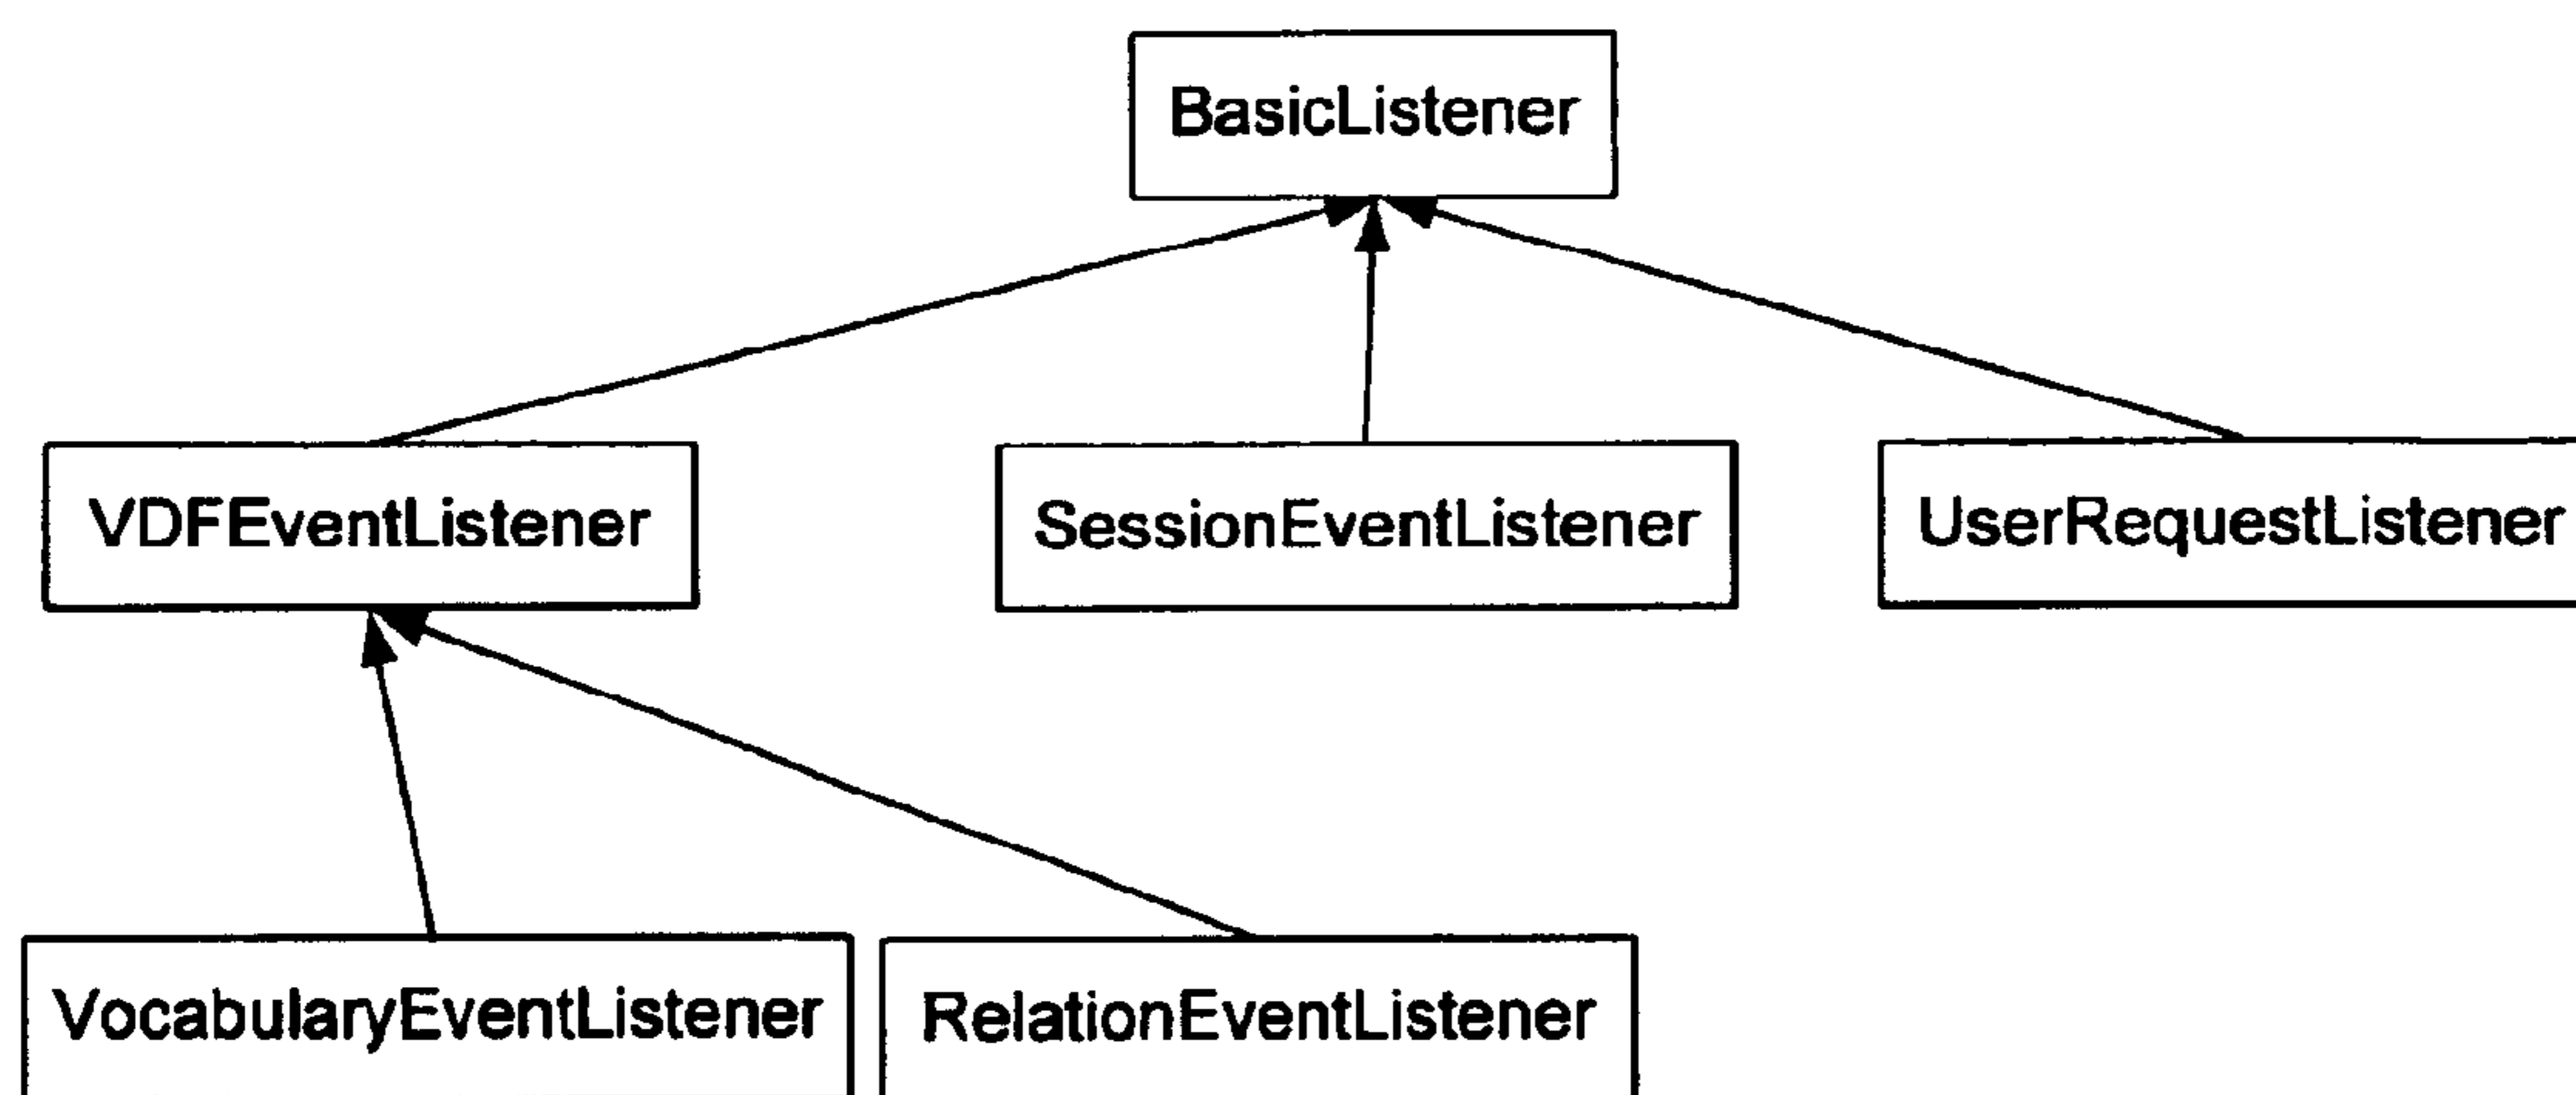 BasicListener
VDFEventListener
SessionEventListener
UserRequestListener
VocabularyEventListener
RelationEventListener